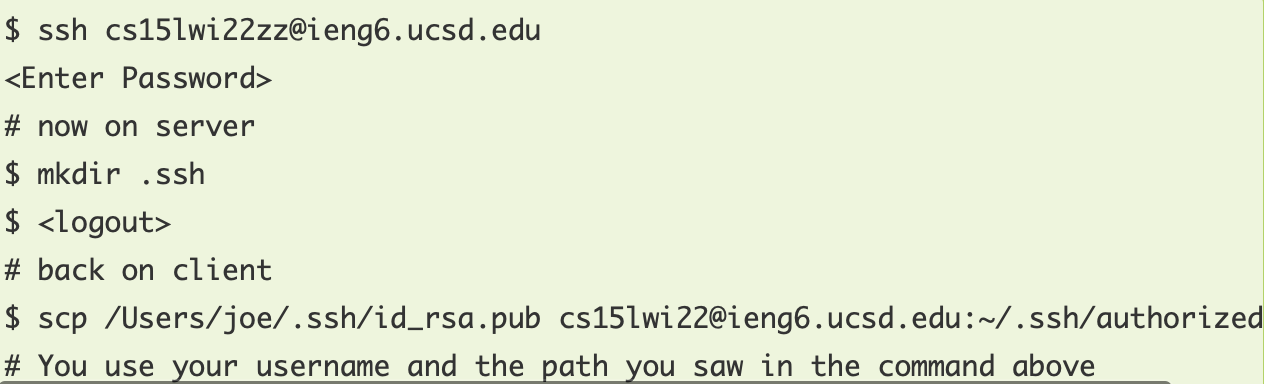 $ ssh cs15lwi22zz@ieng6.ucsd.edu
<Enter Password>
# now on server
$ mkdir .ssh
$ <logout>
# back on client
$ scp /Users/joe/.ssh/id_rsa.pub cs15lwi22@ieng6.ucsd.edu:~/.ssh/authorized
# You use your username and the path you saw in the command above